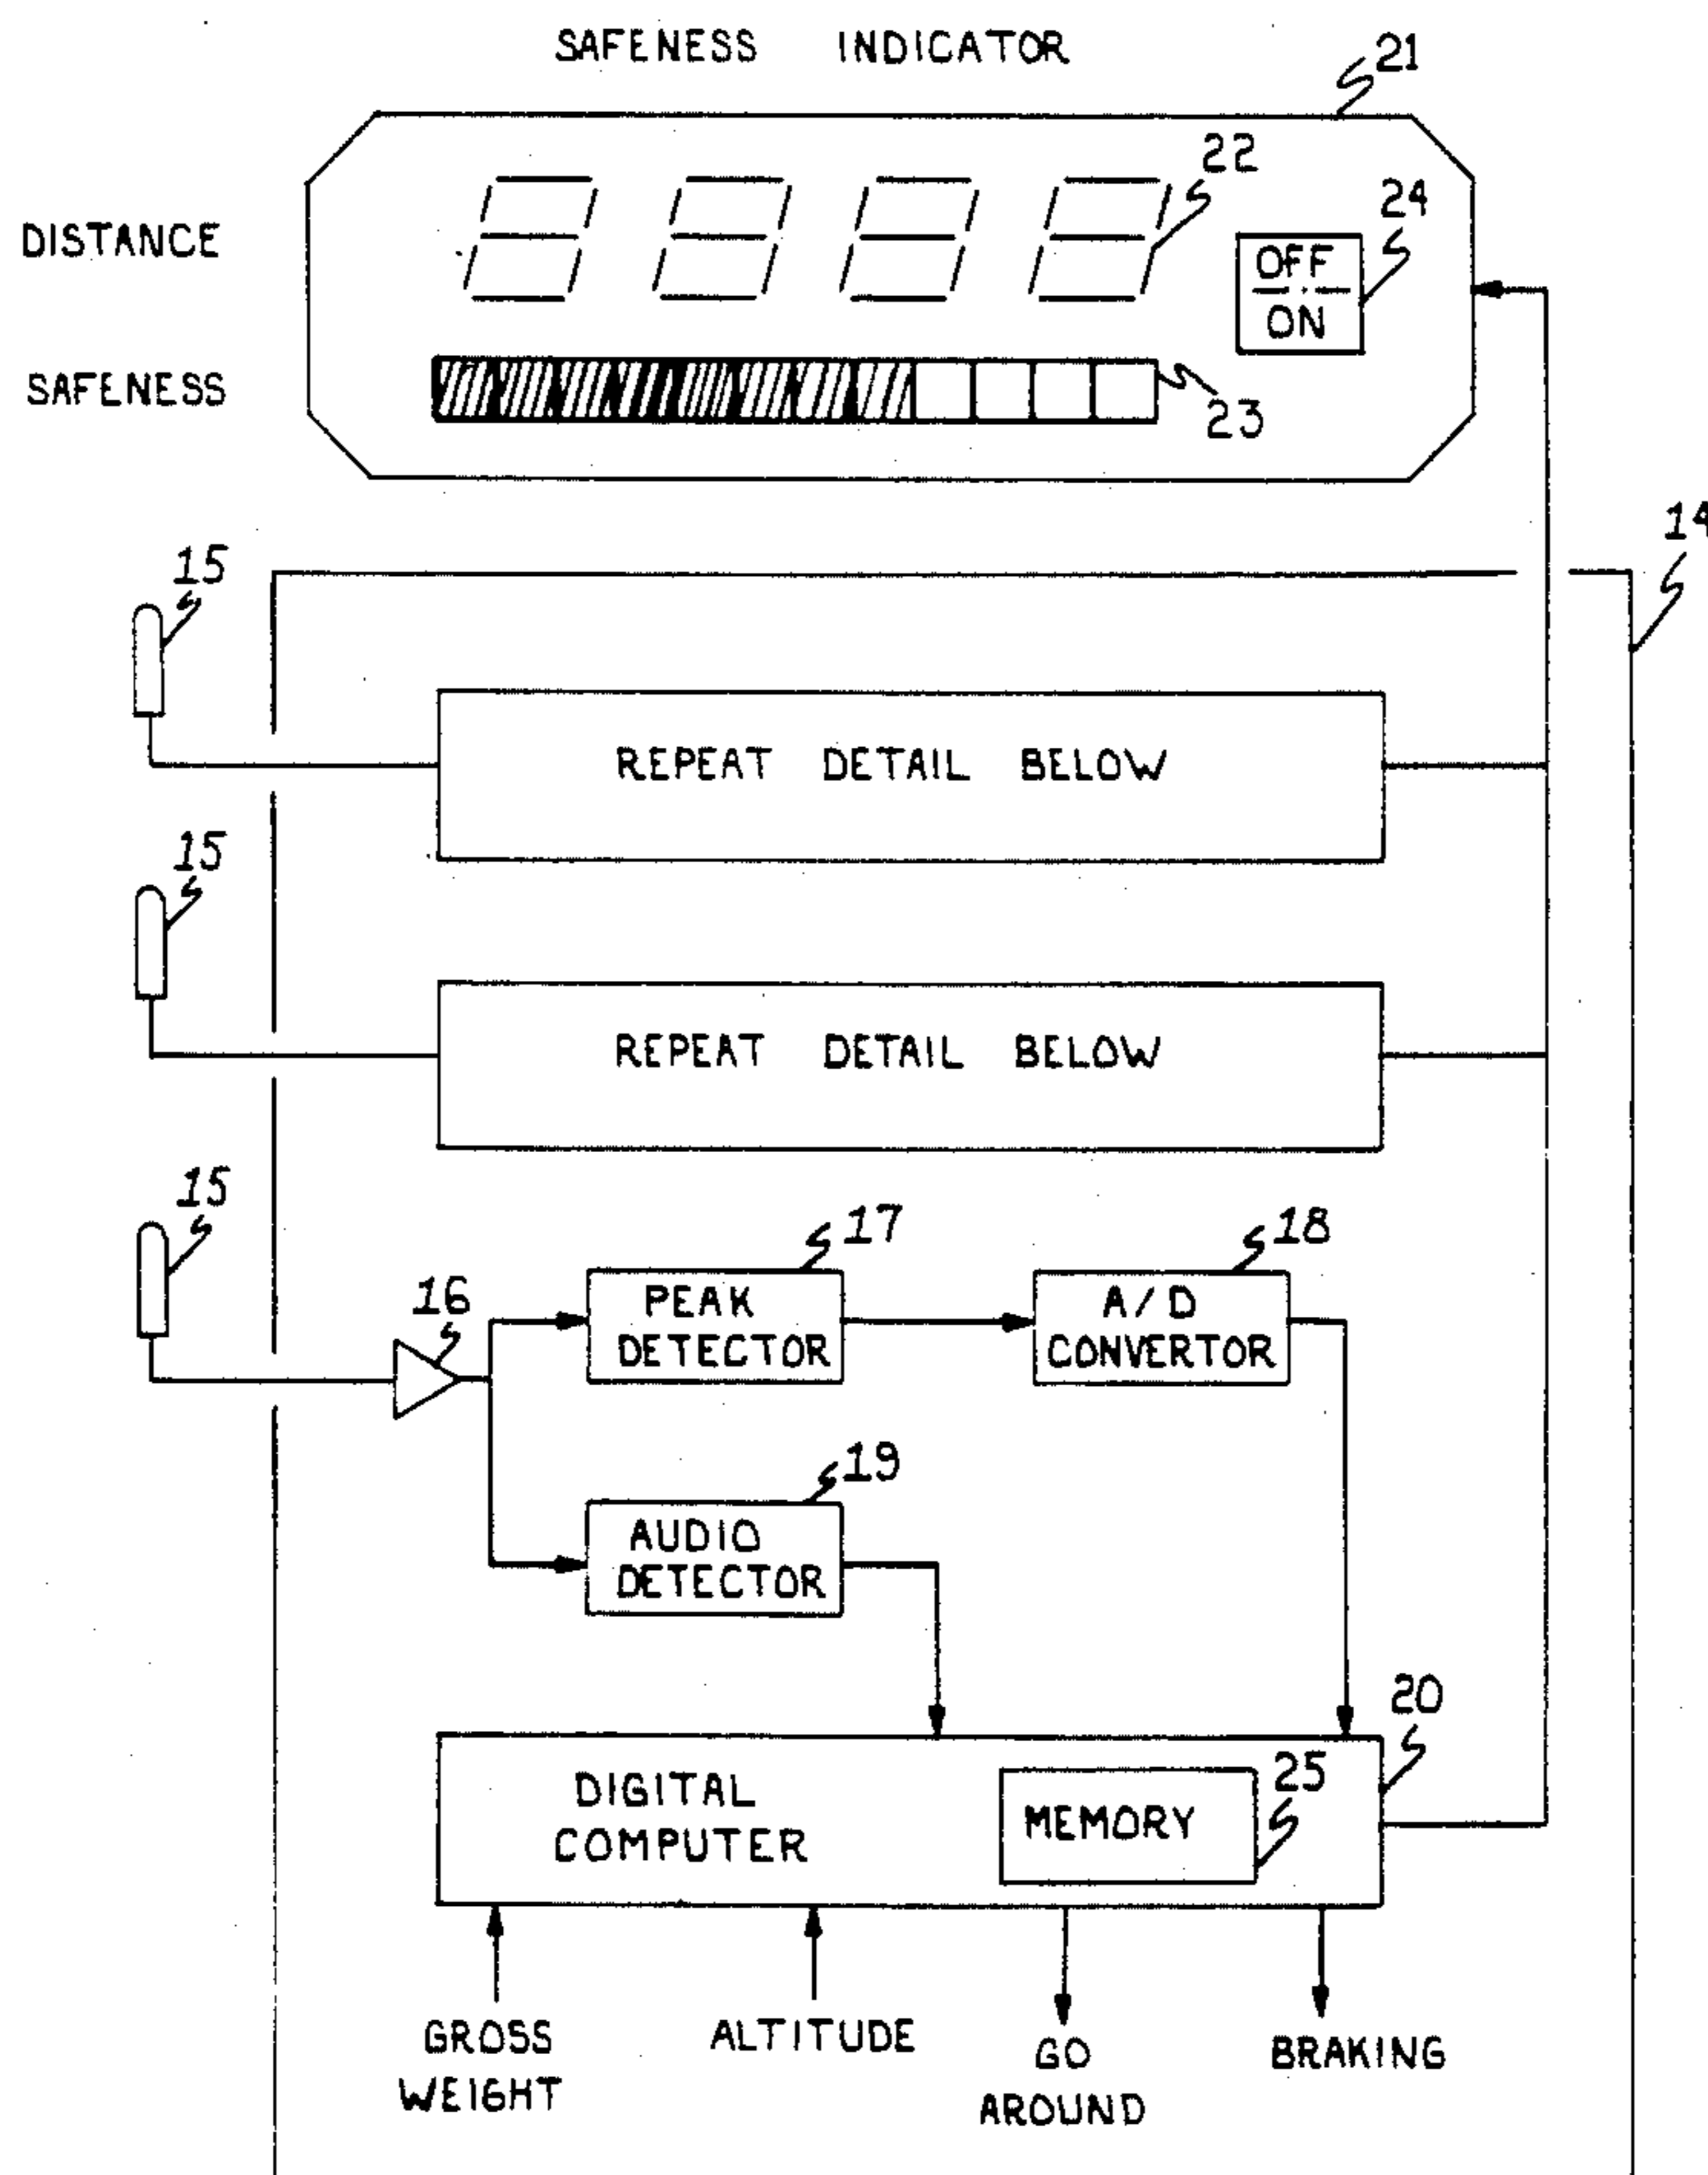 SAFENESS INDICATOR
21
22
DISTANCE
24
OFF
ON
SAFENESS
23
14
15
REPEAT DETAIL BELOW
15
REPEAT DETAIL BELOW
15
16
17
18
PEAK
DETECTOR
A/D
CONVERTOR
19
AUDIO
DETECTOR
20
DIGITAL
COMPUTER
MEMORY
25
GROSS
WEIGHT
ALTITUDE
GO
AROUND
BRAKING